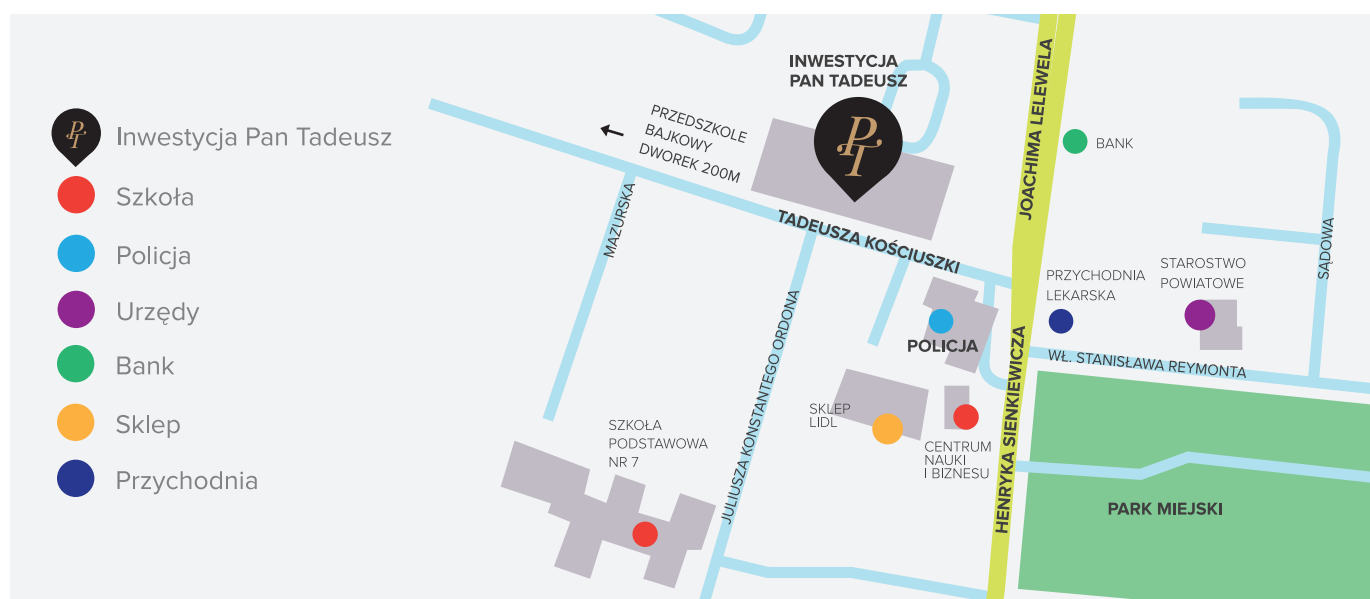 PT
Inwestycja Pan Tadeusz
Szkoła
Policja
Urzędy
Bank
Sklep
Przychodnia
INWESTYCJA
PAN TADEUSZ
PT
PRZEDSZKOLE
BAJKOWY
DWOREK 200M
MAZURSKA
TADEUSZA KOŚCIUSZKI
JOACHIMA LELEWELA
BANK
SĄDOWA
PRZYCHODNIA
LEKARSKA
STAROSTWO
POWIATOWE
POLICJA
WŁ. STANISŁAWA REYMONTA
JULIUSZA KONSTANTEGO ORDONA
HENRYKA SIENKIEWICZA
SKLEP
LIDL
SZKOŁA
PODSTAWOWA
NR 7
CENTRUM
NAUKI
I BIZNESU
PARK MIEJSKI